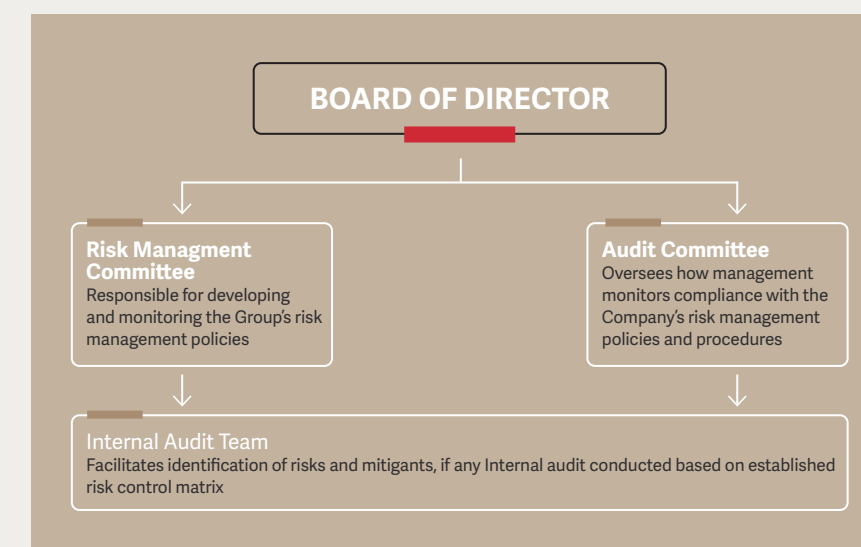 BOARD OF DIRECTOR
Risk Managment
Committee
Responsible for developing
and monitoring the Group's risk
management policies
Audit Committee
Oversees how management
monitors compliance with the
Company's risk management
policies and procedures
Internal Audit Team
Facilitates identification of risks and mitigants, if any Internal audit conducted based on established
risk control matrix